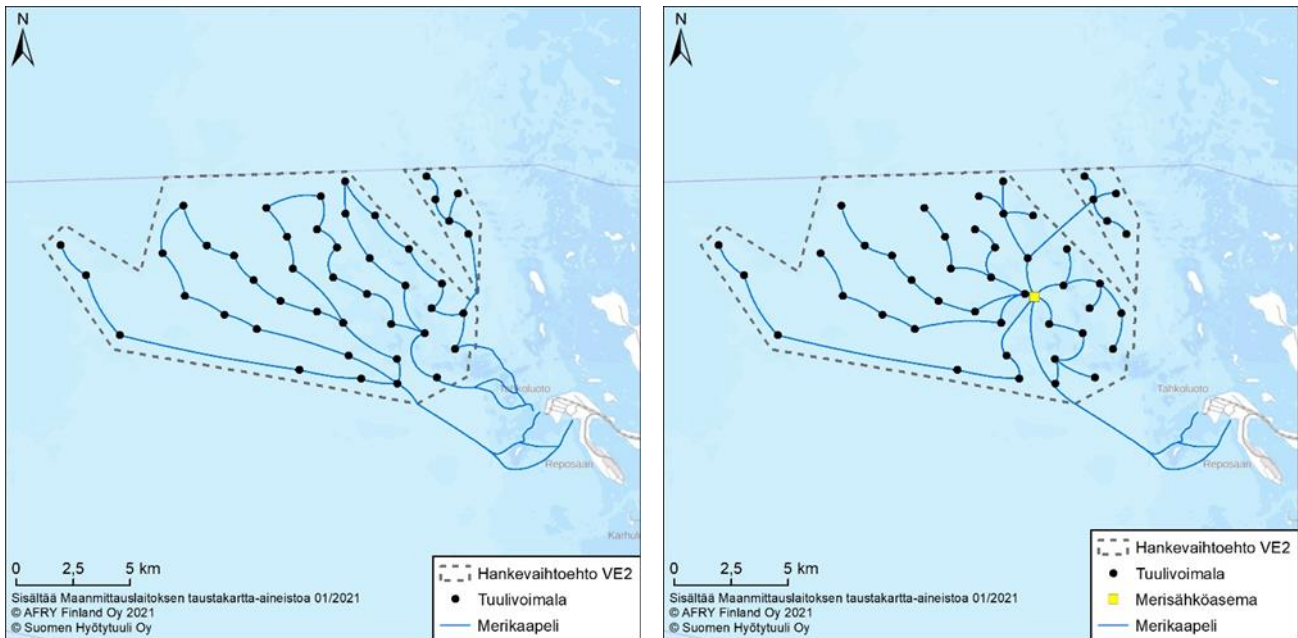 N
Tahkoluoto
Reposaari
0 2,5 5 km
Sisältää Maanmittauslaitoksen taustakartta-aineistoa 01/2021
© AFRY Finland Oy 2021
© Suomen Hyötytuuli Oy
Hankevaihtoehto VE2
Tuulivoimala
Merikaapeli
N
Tahkoluoto
Reposaari
0 2,5 5 km
Sisältää Maanmittauslaitoksen taustakartta-aineistoa 01/2021
© AFRY Finland Oy 2021
© Suomen Hyötytuuli Oy
Hankevaihtoehto VE2
Tuulivoimala
Merisähköasema
Merikaapeli